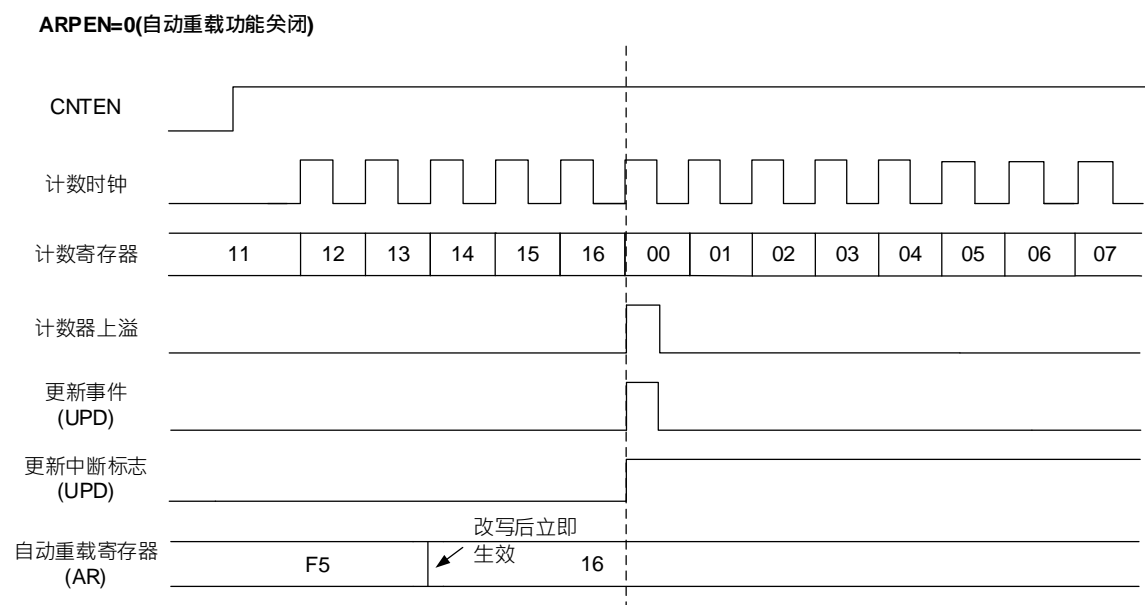 ARPEN=0(自动重载功能关闭)
CNTEN
计数时钟
计数寄存器
11 12 13 14 15 16 00 01 02 03 04 05 06 07
计数器上溢
更新事件
(UPD)
更新中断标志
(UPD)
改写后立即
生效
自动重载寄存器
(AR)
F5 16